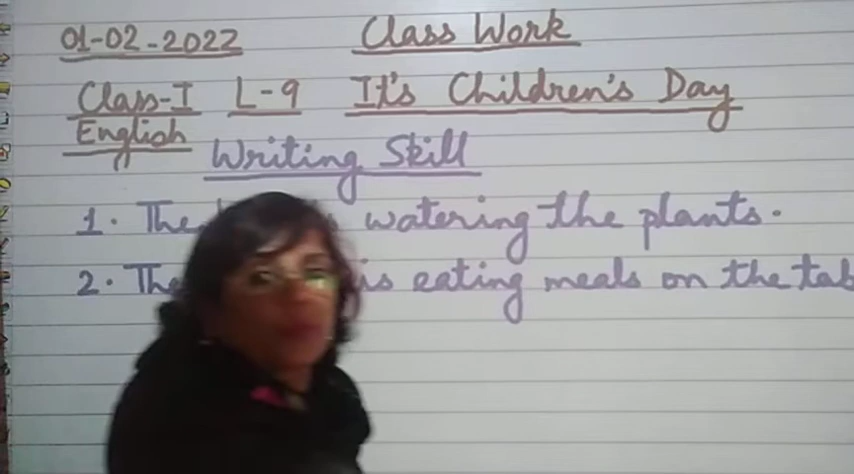 01-02-2022 Class Work
Class-I L-9 It's Children's Day
English
Writing Skill
1. The watering the plants.
2. The is eating meals on the tab